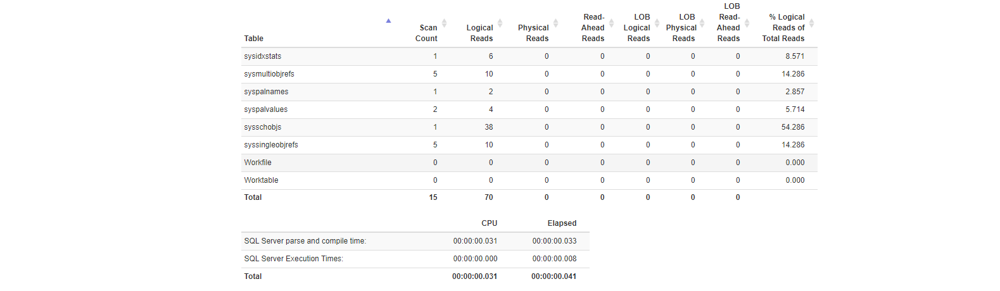 Table Scan Count Logical Reads Physical Reads Read-Ahead Reads LOB Logical Reads LOB Physical Reads LOB Read-Ahead Reads % Logical Reads of Total Reads
sysidxstats 1 6 0 0 0 0 0 8.571
sysmultiobjrefs 5 10 0 0 0 0 0 14.286
syspalnames 1 2 0 0 0 0 0 2.857
syspalvalues 2 4 0 0 0 0 0 5.714
sysschobjs 1 38 0 0 0 0 0 54.286
syssingleobjrefs 5 10 0 0 0 0 0 14.286
Workfile 0 0 0 0 0 0 0 0.000
Worktable 0 0 0 0 0 0 0 0.000
Total 15 70 0 0 0 0 0
CPU Elapsed
SQL Server parse and compile time: 00:00:00.031 00:00:00.033
SQL Server Execution Times: 00:00:00.000 00:00:00.008
Total 00:00:00.031 00:00:00.041